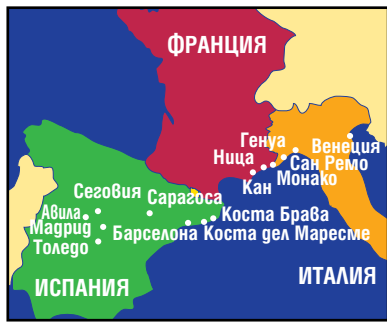 ФРАНЦИЯ
Генуа
Венеция
Ница
Сан Ремо
Монако
Кан
Сеговия
Сарагоса
Авила
Коста Брава
Мадрид
Барселона Коста дел Маресме
Толедо
ИСПАНИЯ
ИТАЛИЯ